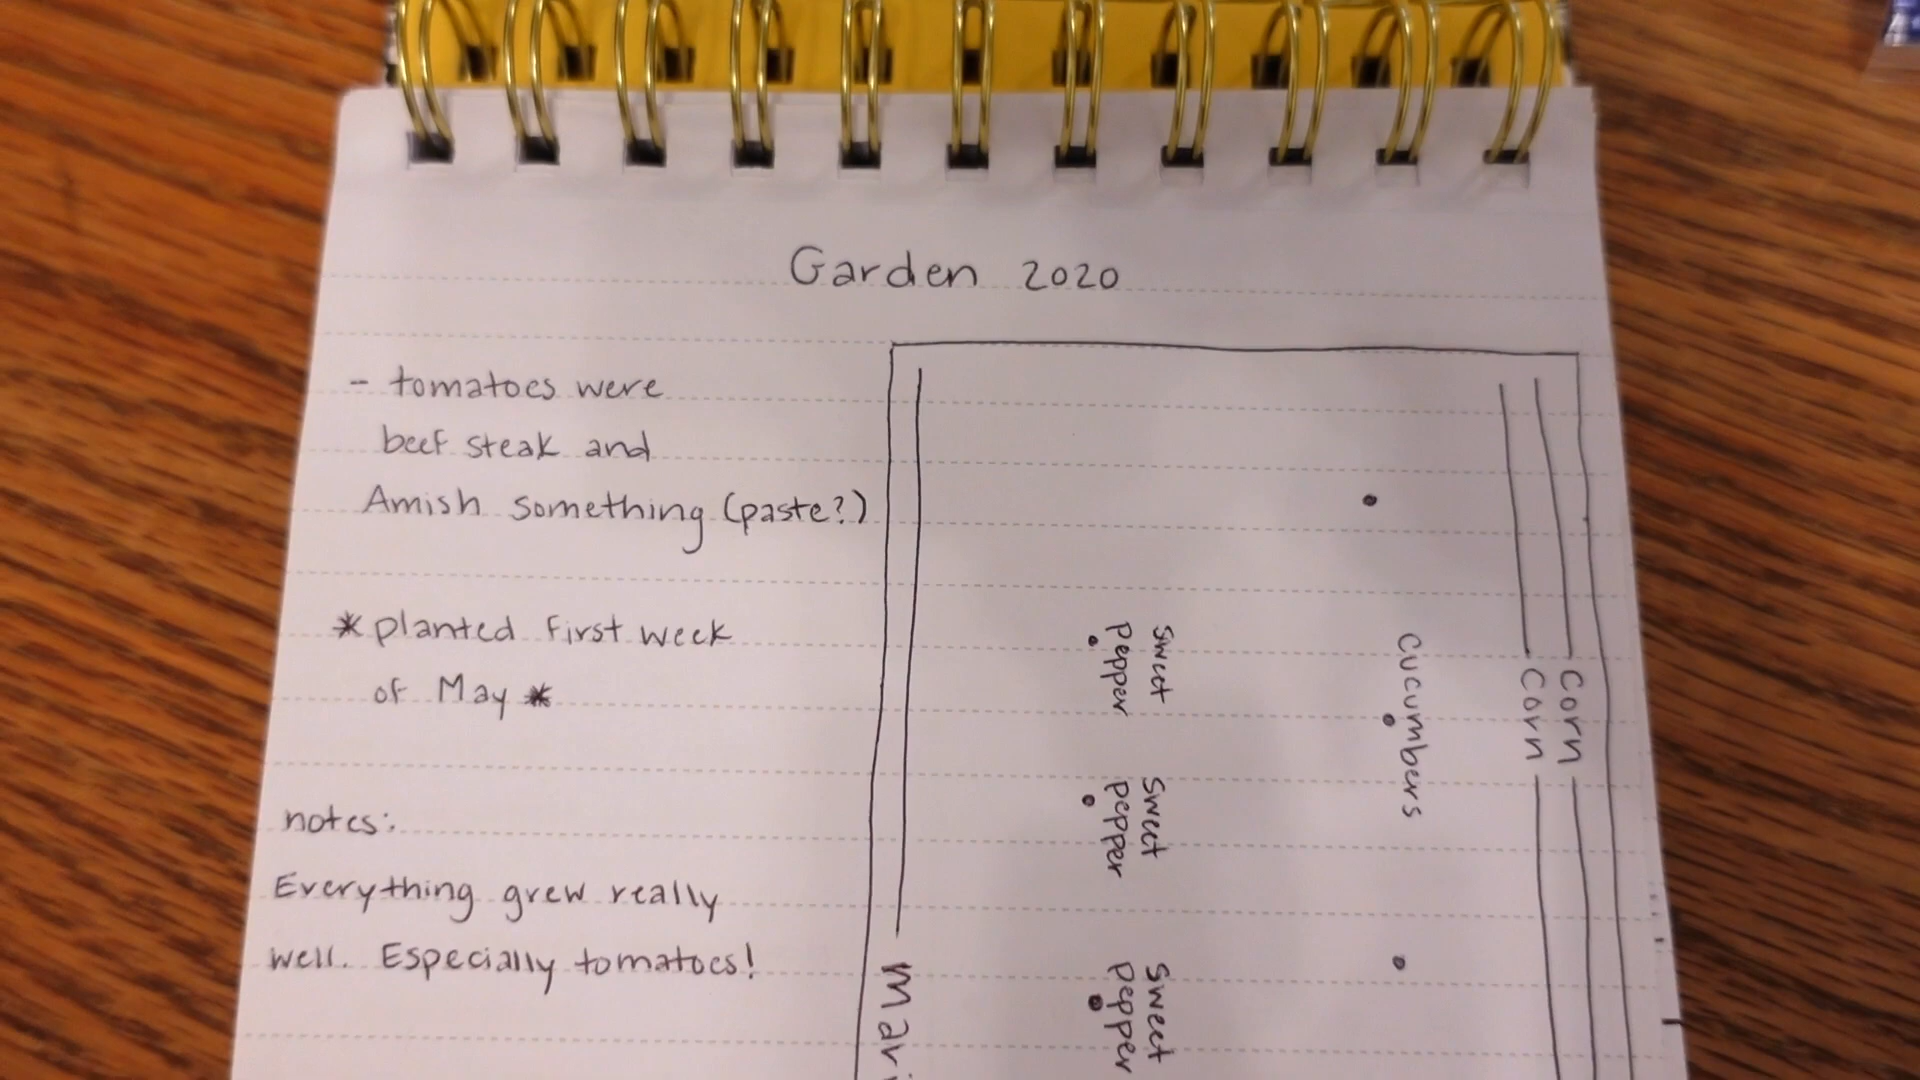 Garden 2020
- tomatoes were
beef steak and
Amish something (paste?)
*planted first week
of May *
notes:
Everything grew really
well. Especially tomatoes!
Corn
Corn
Cucumbers
Sweet
pepper
Sweet
pepper
Sweet
pepper
Mari